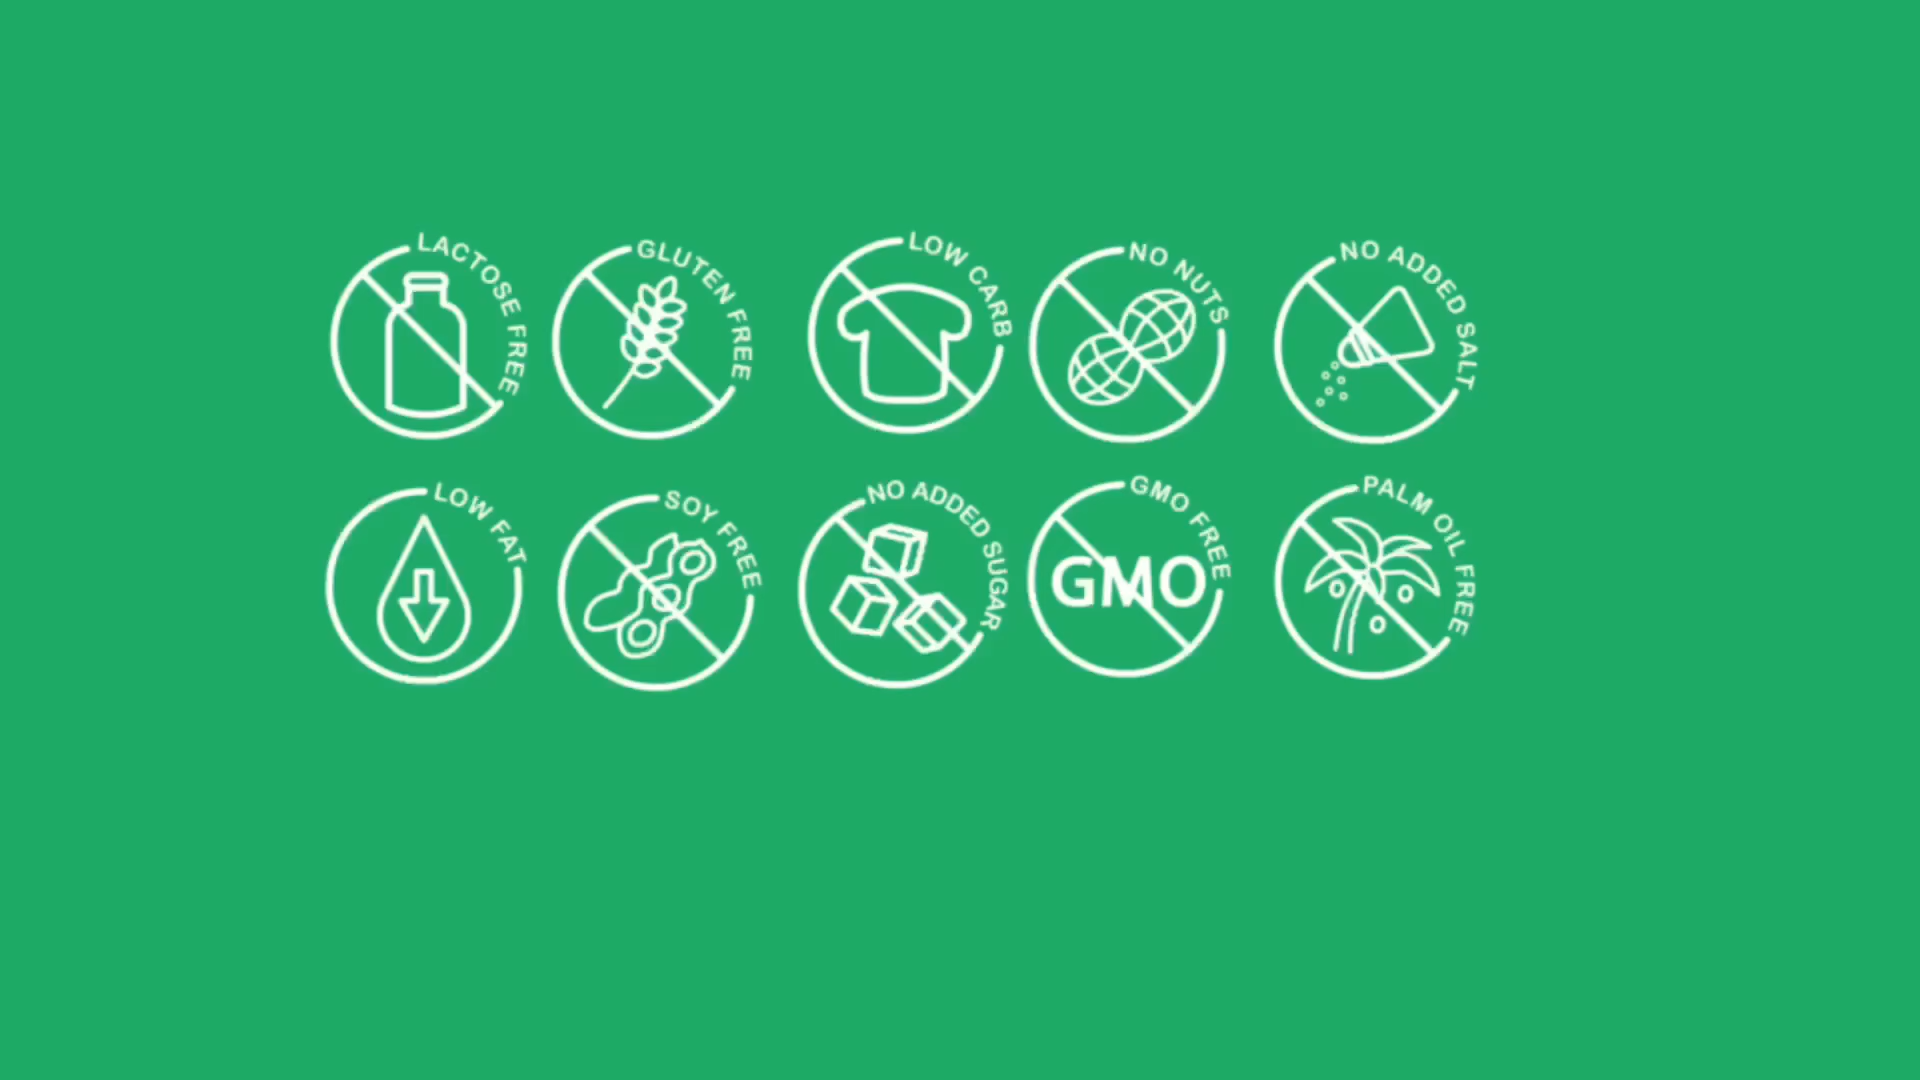 LACTOSE FREE
GLUTEN FREE
LOW CARB
NO NUTS
NO ADDED SALT
LOW FAT
SOY FREE
NO ADDED SUGAR
GMO FREE
GMO
PALM OIL FREE